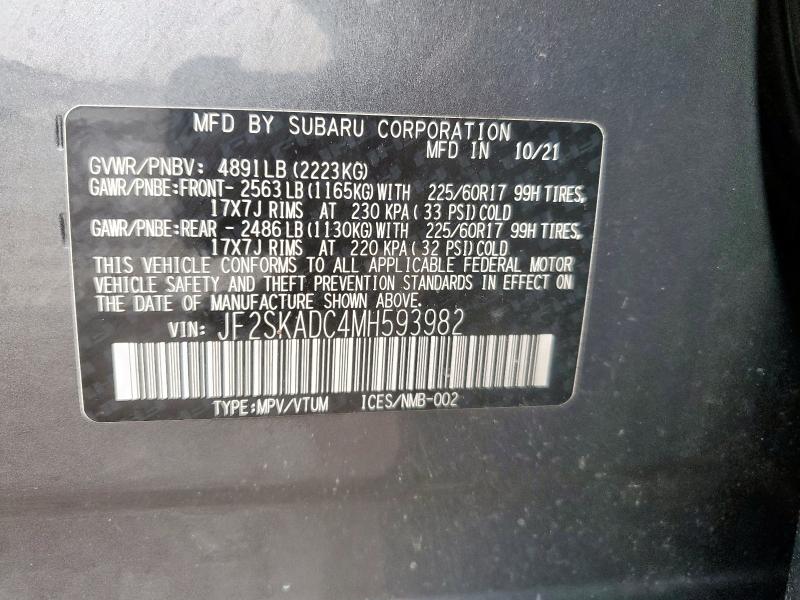 MFD BY SUBARU CORPORATION
MFD IN 10/21
GVWR/PNBV: 4891LB (2223KG)
GAWR/PNBE:FRONT- 2563 LB (1165KG) WITH 225/60R17 99H TIRES,
17X7J RIMS AT 230 KPA (33 PSI) COLD
GAWR/PNBE:REAR - 2486 LB (1130KG) WITH 225/60R17 99H TIRES,
17X7J RIMS AT 220 KPA (32 PSI) COLD
THIS VEHICLE CONFORMS TO ALL APPLICABLE FEDERAL MOTOR
VEHICLE SAFETY AND THEFT PREVENTION STANDARDS IN EFFECT ON
THE DATE OF MANUFACTURE SHOWN ABOVE.
VIN: JF2SKADC4MH593982
TYPE:MPV/VTUM ICES/NMB-002